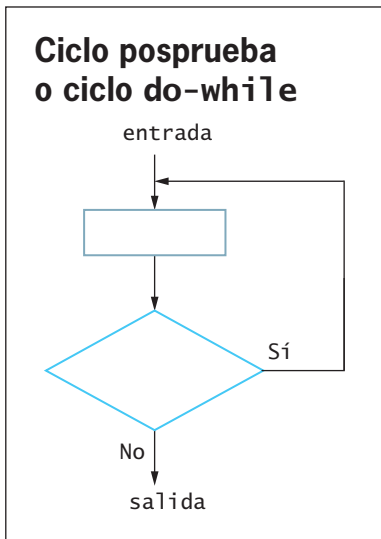 Ciclo posprueba
o ciclo do-while
entrada
Sí
No
salida